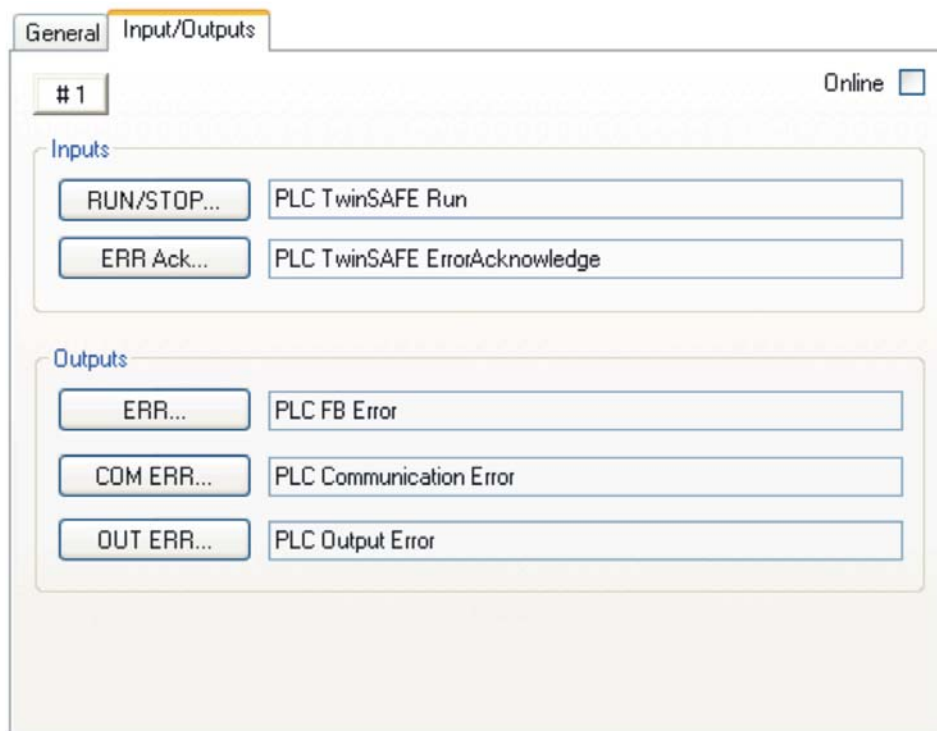 General Input/Outputs
# 1 Online
Inputs
RUN/STOP... PLC TwinSAFE Run
ERR Ack... PLC TwinSAFE ErrorAcknowledge
Outputs
ERR... PLC FB Error
COM ERR... PLC Communication Error
OUT ERR... PLC Output Error